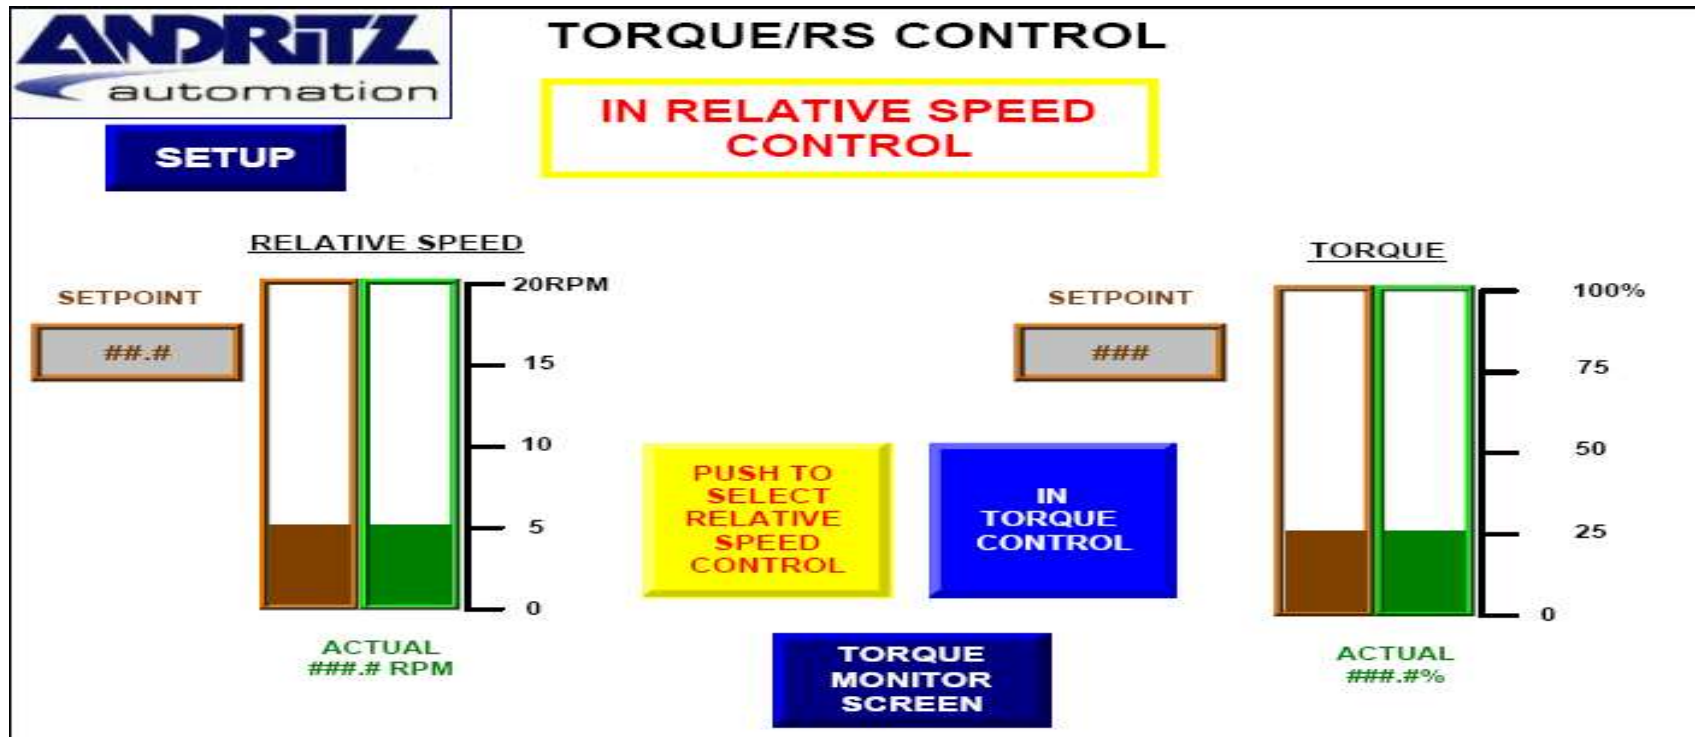 ANDRITZ
automation
TORQUE/RS CONTROL
IN RELATIVE SPEED
CONTROL
SETUP
RELATIVE SPEED
SETPOINT
##.#
20RPM
15
10
5
0
ACTUAL
###.# RPM
PUSH TO
SELECT
RELATIVE
SPEED
CONTROL
IN
TORQUE
CONTROL
TORQUE
MONITOR
SCREEN
TORQUE
SETPOINT
###
100%
75
50
25
0
ACTUAL
###.#%